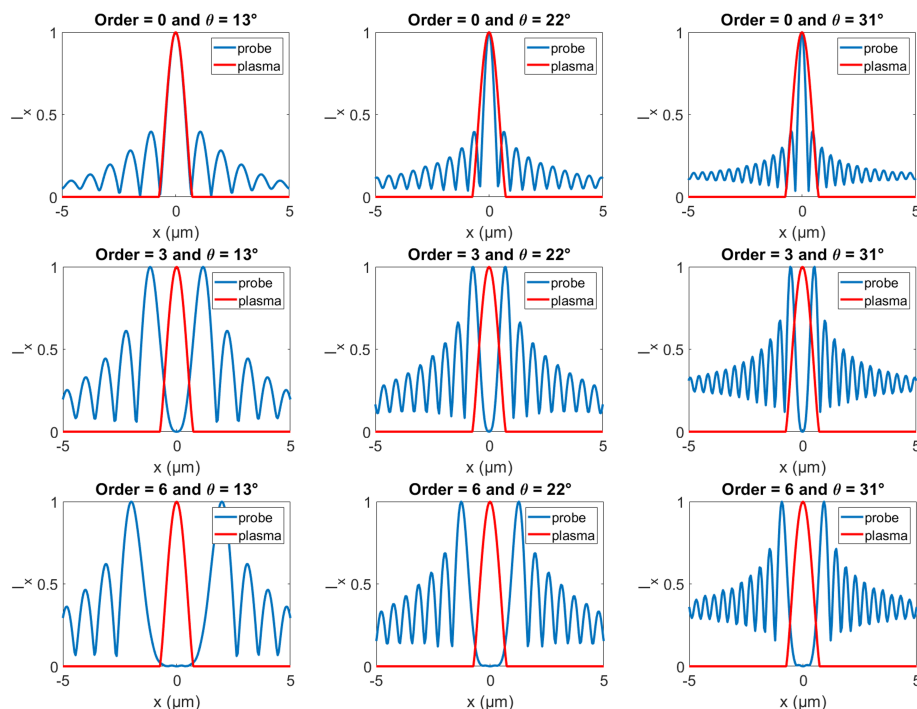 Order = 0 and θ = 13°
Order = 0 and θ = 22°
Order = 0 and θ = 31°
1
0.5
0
I_x
probe
plasma
-5
0
5
x (μm)
1
0.5
0
I_x
probe
plasma
-5
0
5
x (μm)
1
0.5
0
I_x
probe
plasma
-5
0
5
x (μm)
Order = 3 and θ = 13°
Order = 3 and θ = 22°
Order = 3 and θ = 31°
1
0.5
0
I_x
probe
plasma
-5
0
5
x (μm)
1
0.5
0
I_x
probe
plasma
-5
0
5
x (μm)
1
0.5
0
I_x
probe
plasma
-5
0
5
x (μm)
Order = 6 and θ = 13°
Order = 6 and θ = 22°
Order = 6 and θ = 31°
1
0.5
0
I_x
probe
plasma
-5
0
5
x (μm)
1
0.5
0
I_x
probe
plasma
-5
0
5
x (μm)
1
0.5
0
I_x
probe
plasma
-5
0
5
x (μm)